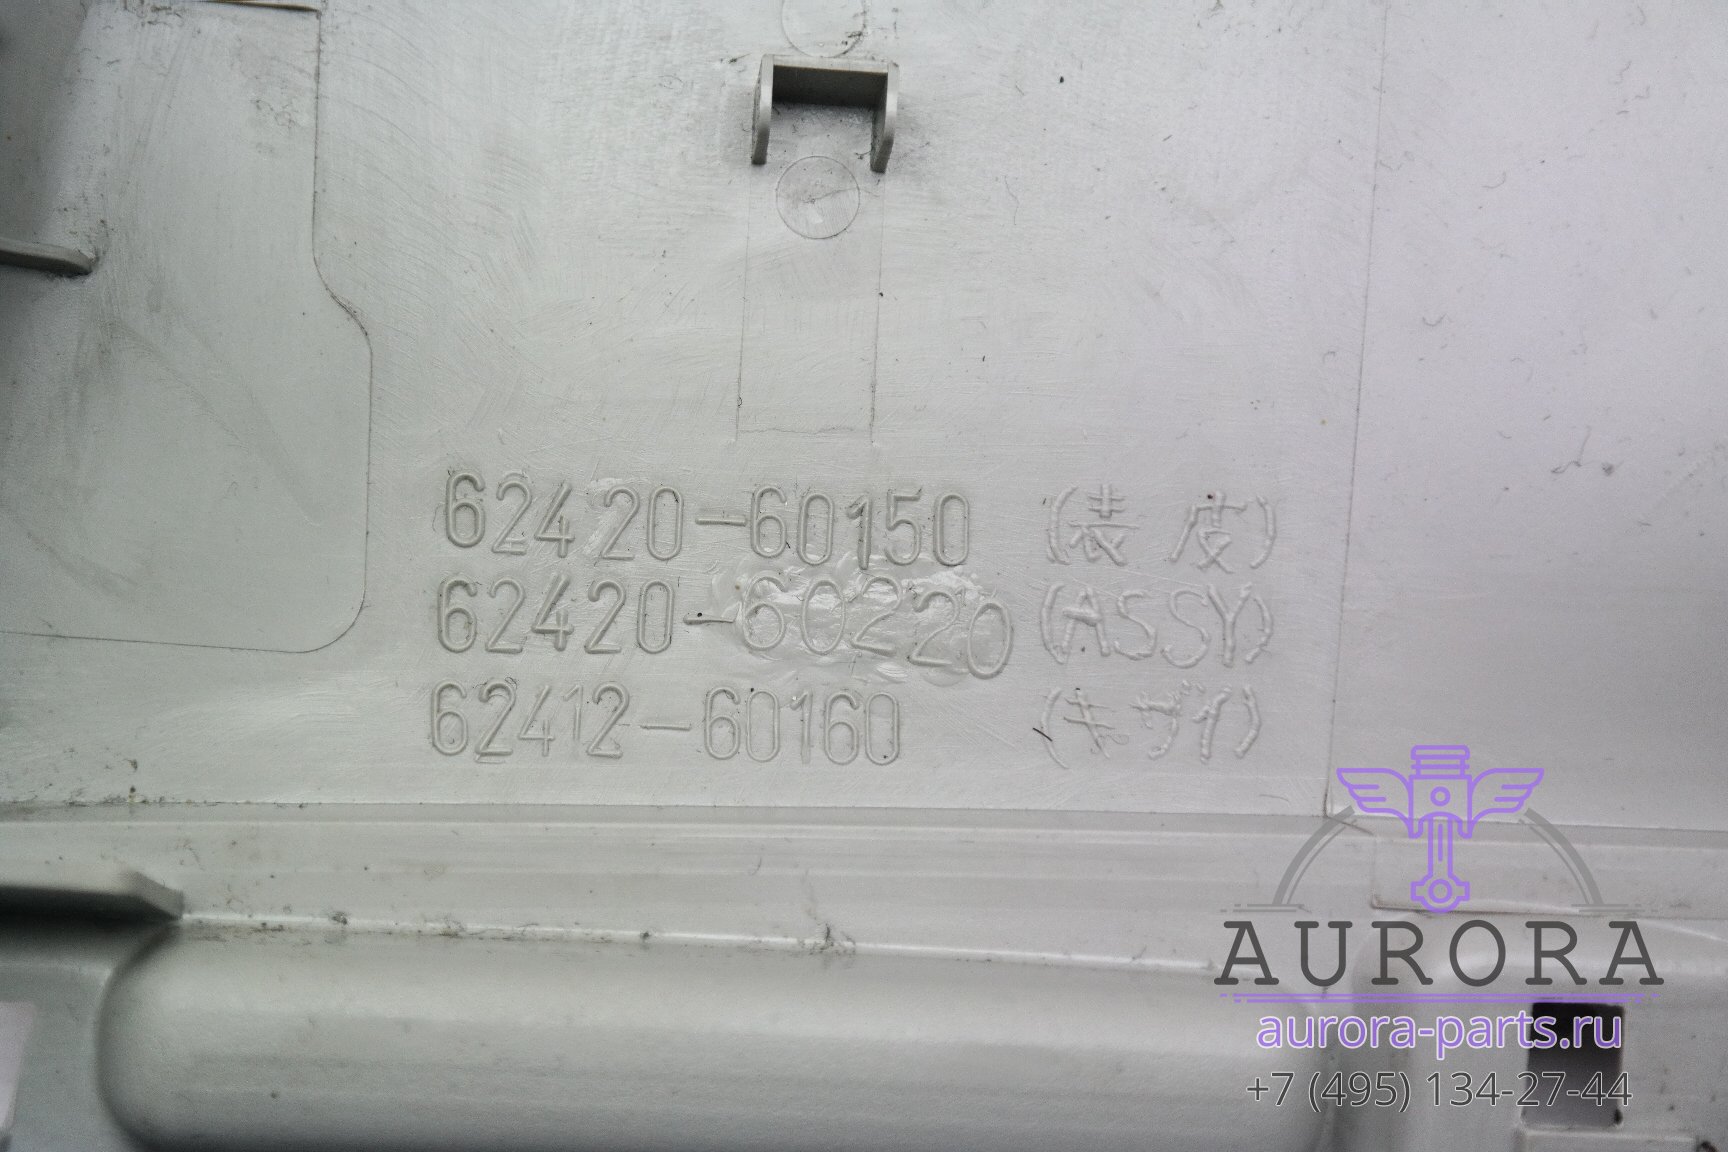 62420-60150 (表皮)
62420-60220 (ASSY)
62412-60160 (キザイ)
AURORA
aurora-parts.ru
+7 (495) 134-27-44